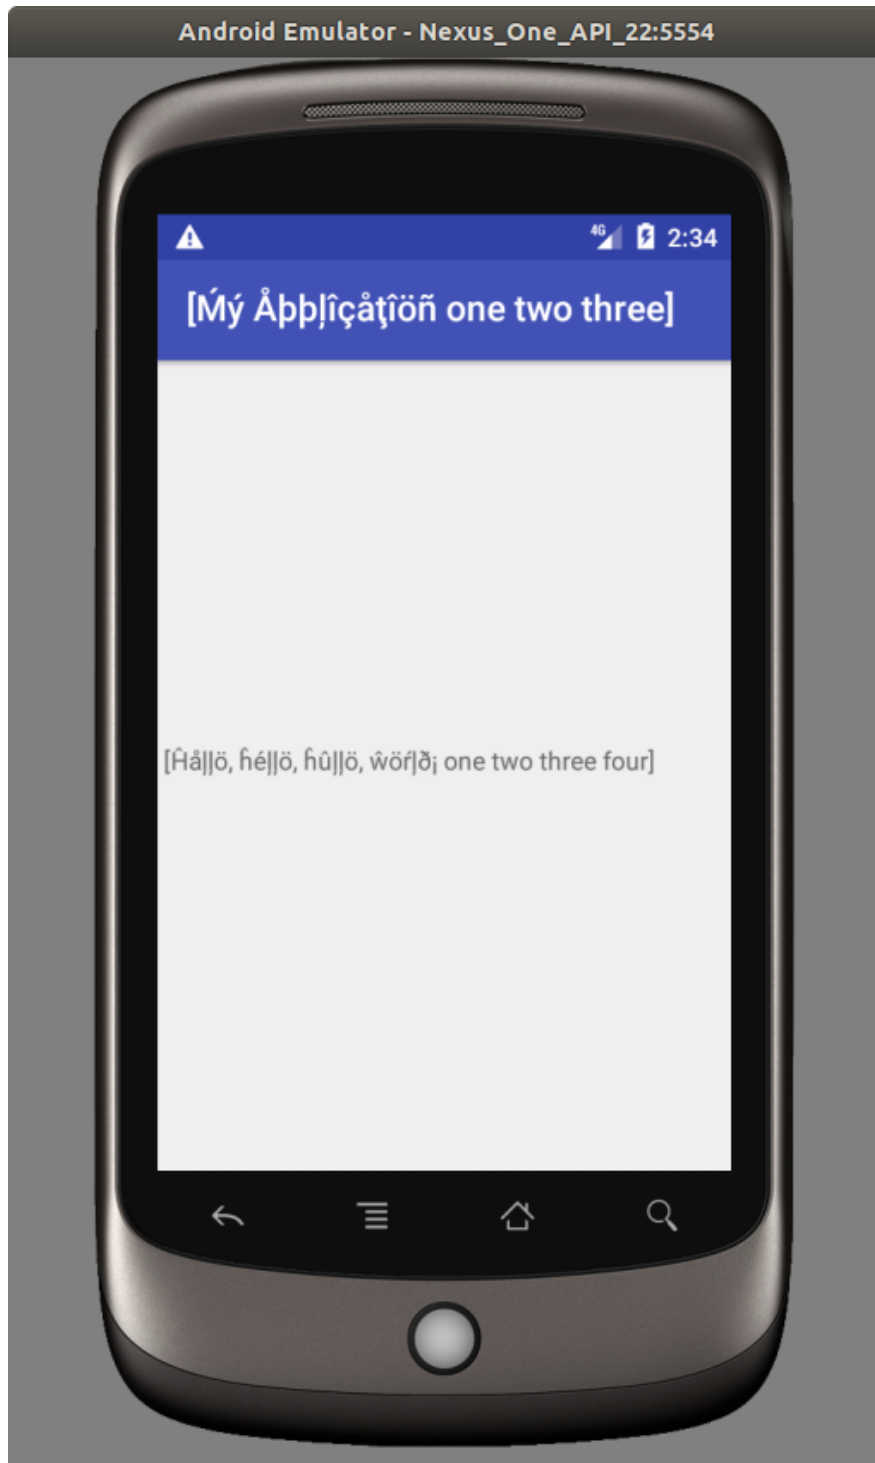 Android Emulator - Nexus_One_API_22:5554
4G 2:34
[Ḿý Åþþļîçåţîöñ one two three]
[Ĥåļļö, ĥéļļö, ĥûļļö, ŵöŕļð¡ one two three four]